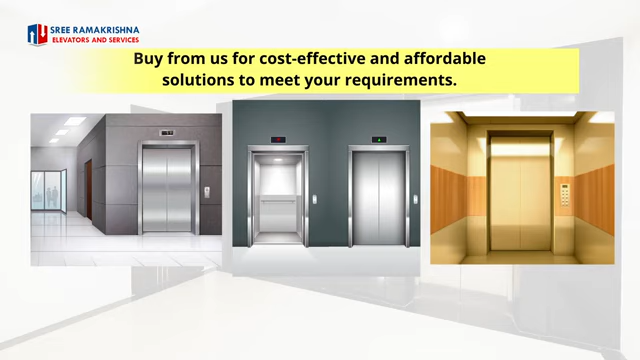 SREE RAMAKRISHNA
ELEVATORS AND SERVICES
Buy from us for cost-effective and affordable
solutions to meet your requirements.